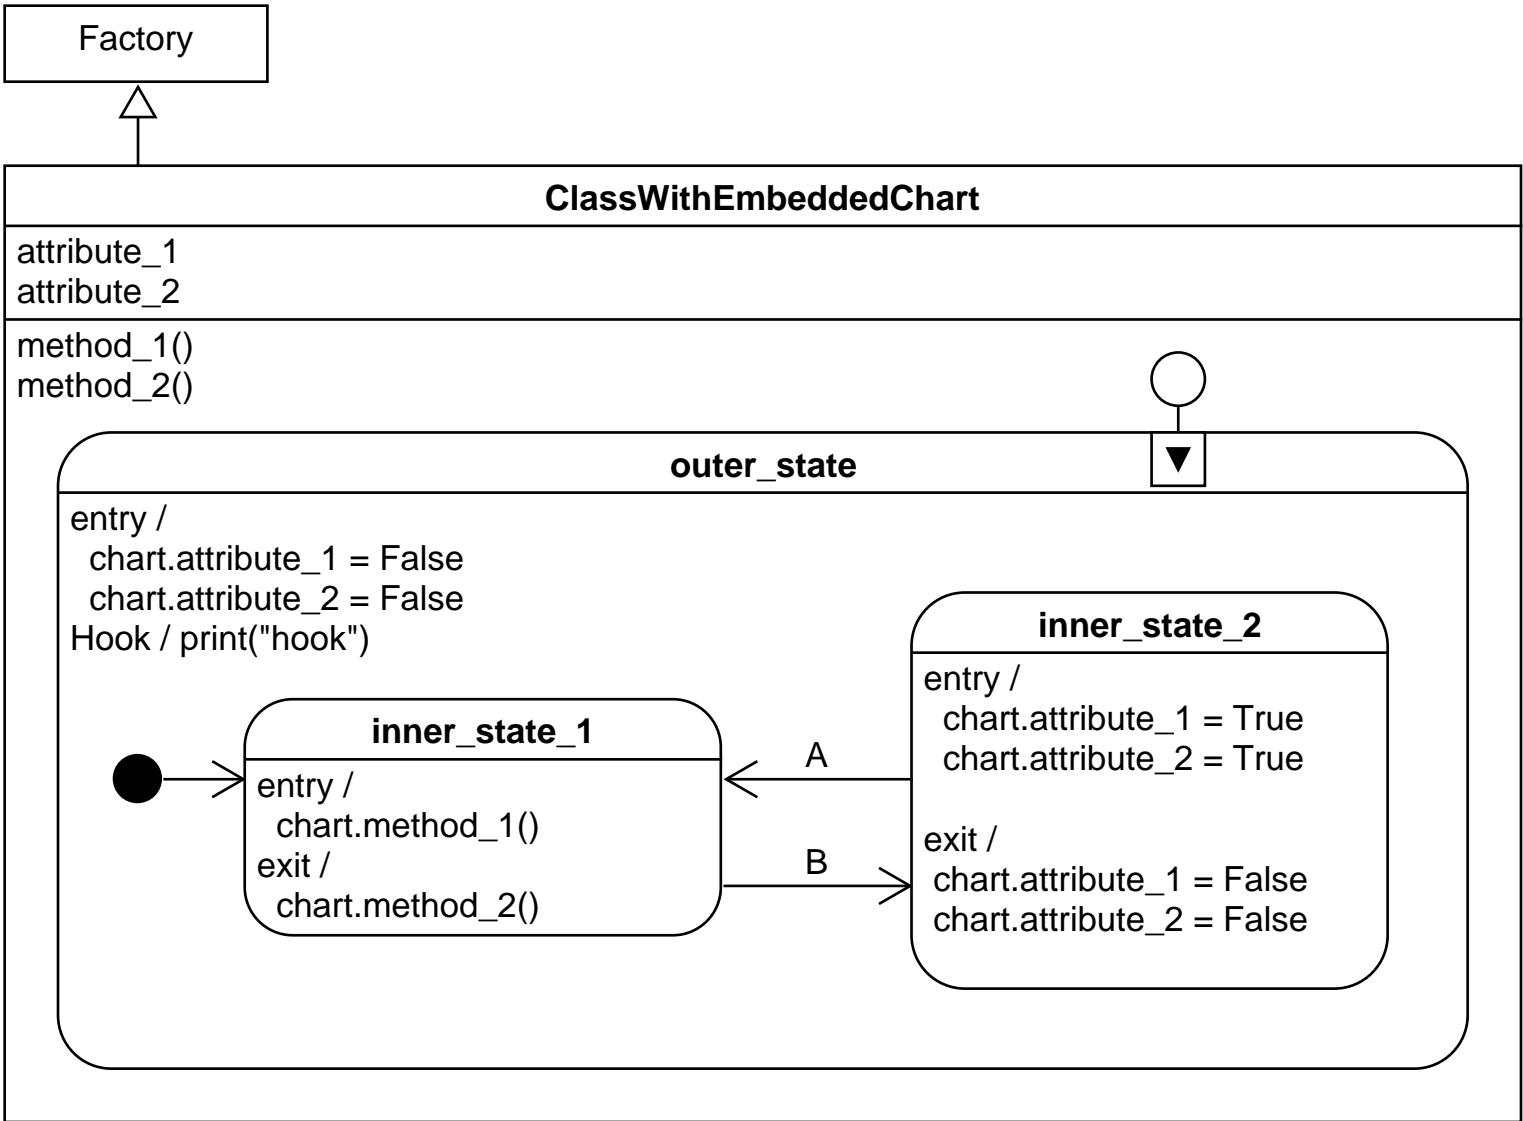 Factory
ClassWithEmbeddedChart
attribute_1
attribute_2
method_1()
method_2()
outer_state
entry /
chart.attribute_1 = False
chart.attribute_2 = False
Hook / print("hook")
inner_state_1
entry /
chart.method_1()
exit /
chart.method_2()
A
B
inner_state_2
entry /
chart.attribute_1 = True
chart.attribute_2 = True
exit /
chart.attribute_1 = False
chart.attribute_2 = False